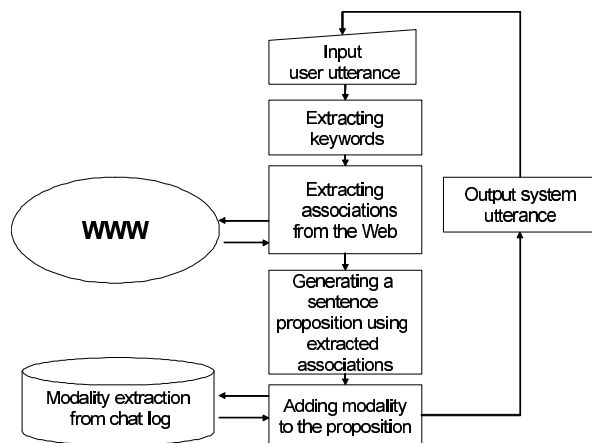 Input
user utterance
Extracting
keywords
Extracting
associations
from the Web
WWW
Output system
utterance
Generating a
sentence
proposition using
extracted
associations
Modality extraction
from chat log
Adding modality
to the proposition